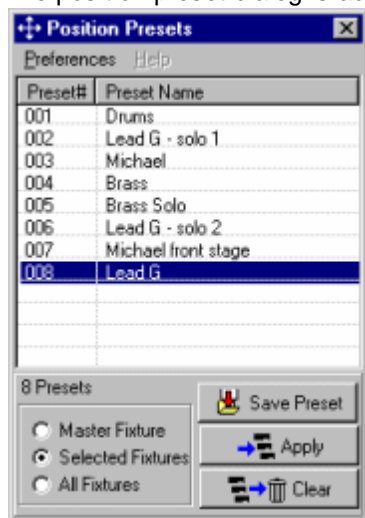 Position Presets
Preferences Help
Preset# Preset Name
001 Drums
002 Lead G - solo 1
003 Michael
004 Brass
005 Brass Solo
006 Lead G - solo 2
007 Michael front stage
008 Lead G
8 Presets
Save Preset
Master Fixture
Apply
Selected Fixtures
All Fixtures
Clear